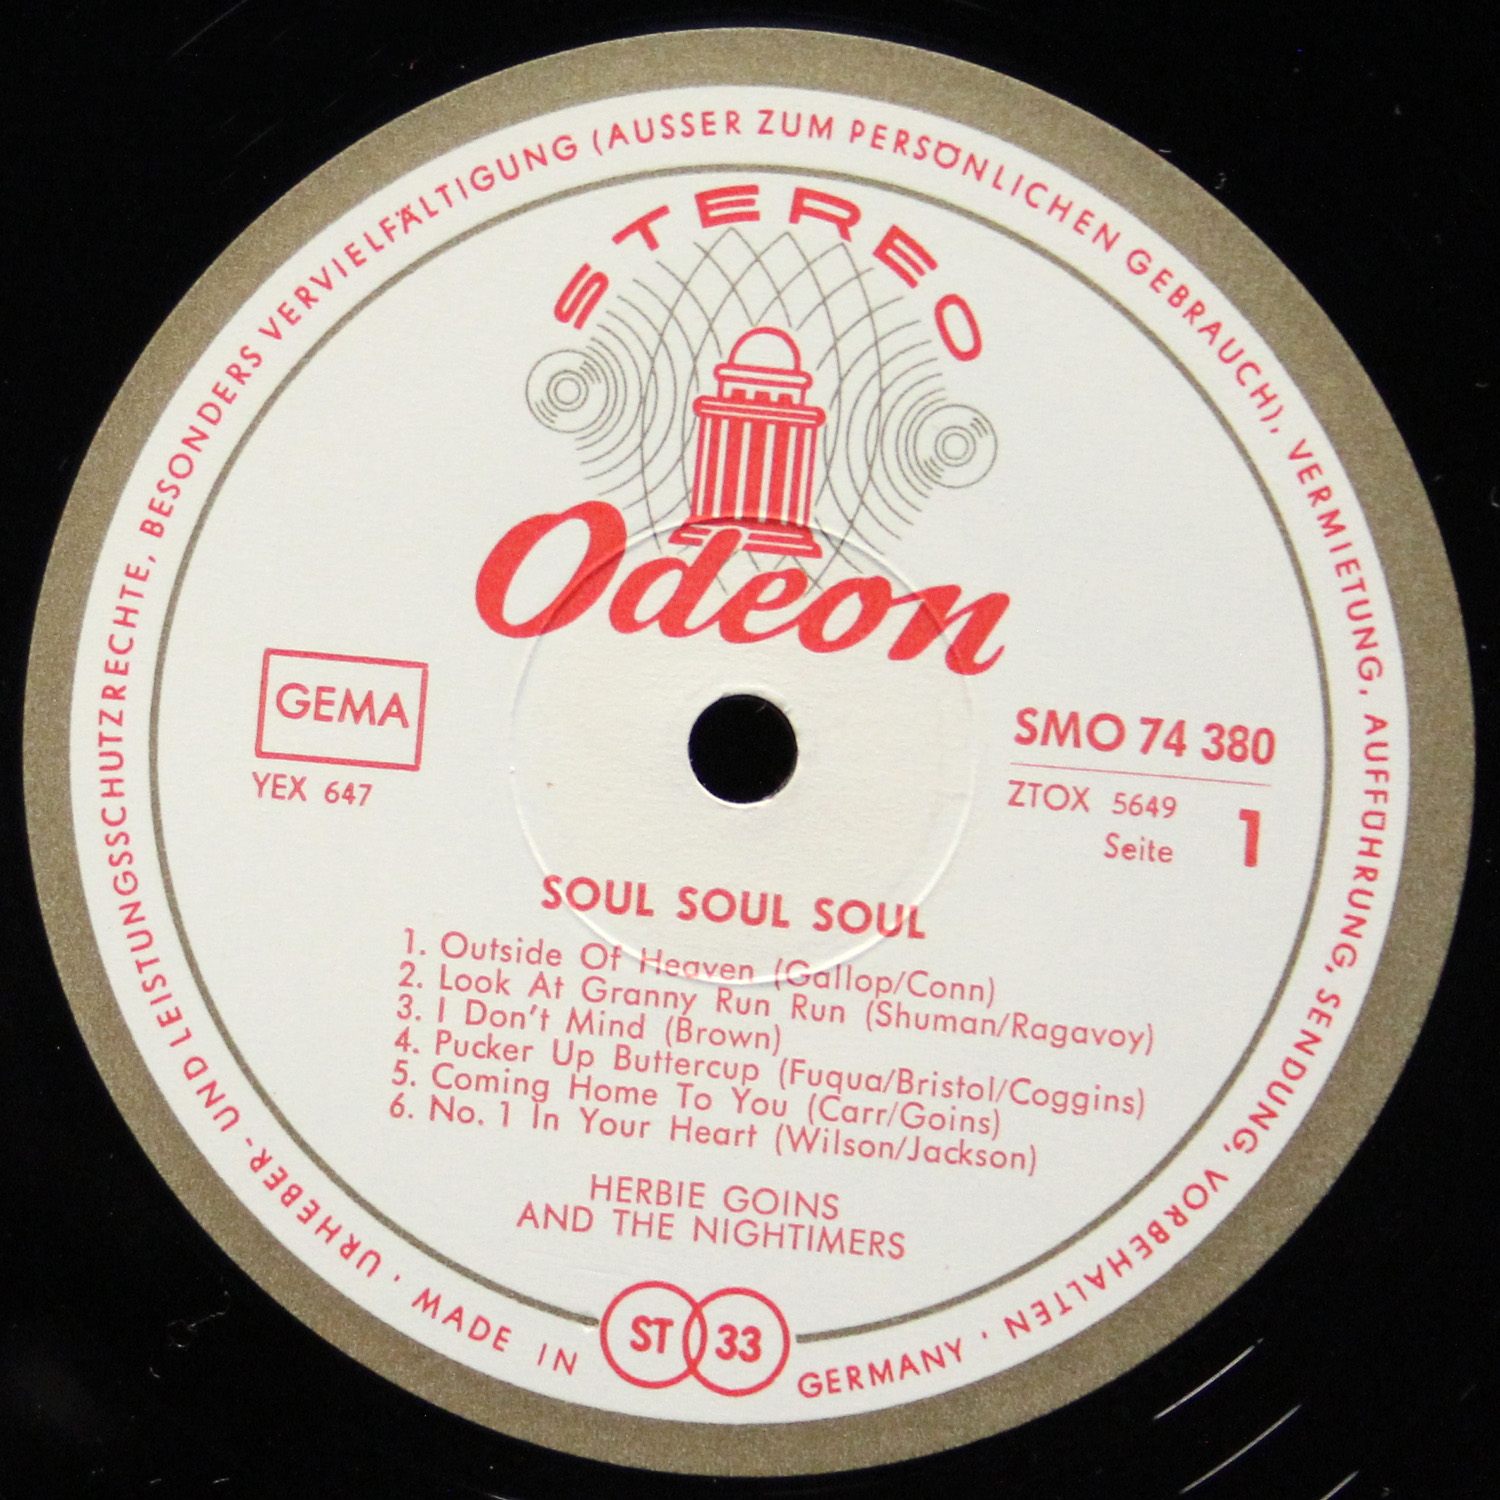 URHEBER- UND LEISTUNGSSCHUTZRECHTE, BESONDERS VERVIELFÄLTIGUNG (AUSSER ZUM PERSÖNLICHEN GEBRAUCH), VERMIETUNG, AUFFÜHRUNG, SENDUNG, VORBEHALTEN ·
STEREO
Odeon
GEMA
YEX 647
SMO 74 380
ZTOX 5649
Seite 1
SOUL SOUL SOUL
1. Outside Of Heaven (Gallop/Conn)
2. Look At Granny Run Run (Shuman/Ragavoy)
3. I Don't Mind (Brown)
4. Pucker Up Buttercup (Fuqua/Bristol/Coggins)
5. Coming Home To You (Carr/Goins)
6. No. 1 In Your Heart (Wilson/Jackson)
HERBIE GOINS
AND THE NIGHTIMERS
ST 33
· MADE IN GERMANY